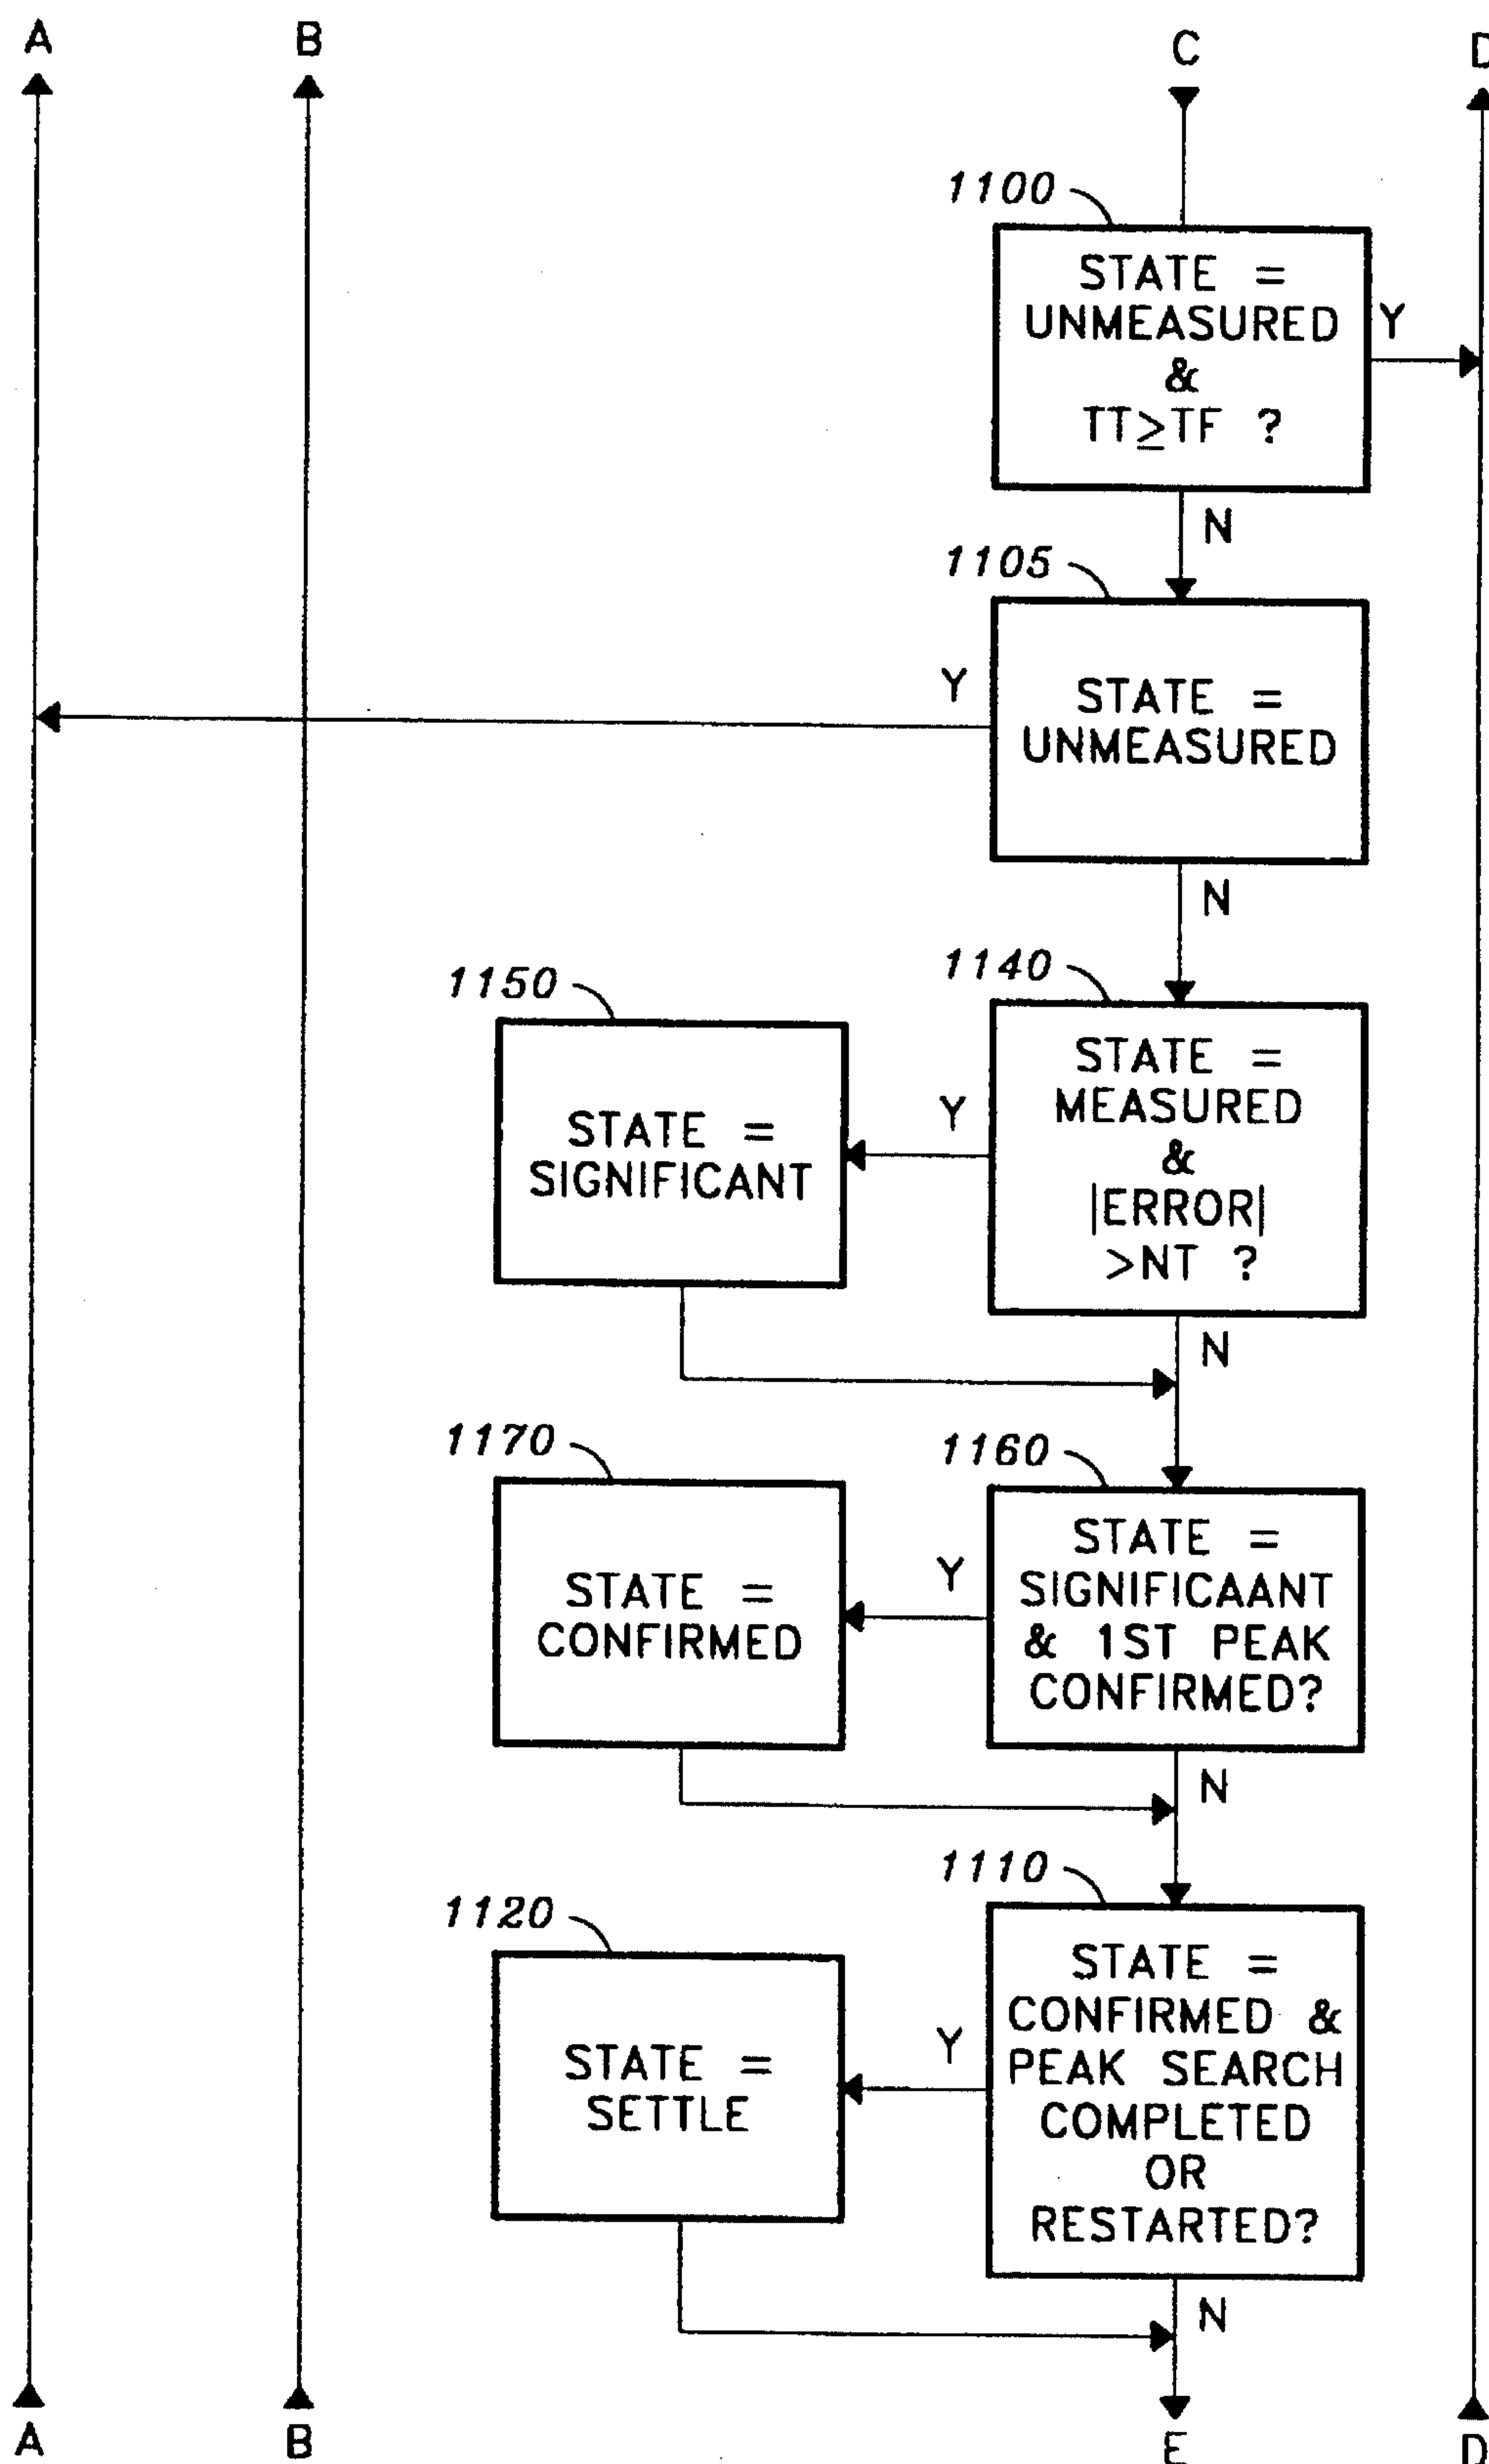 A
B
C
D
1100
STATE =
UNMEASURED
&
TT≥TF ?
Y
N
1105
STATE =
UNMEASURED
Y
N
1140
STATE =
MEASURED
&
|ERROR|
>NT ?
Y
N
1150
STATE =
SIGNIFICANT
1160
STATE =
SIGNIFICAANT
& 1ST PEAK
CONFIRMED?
Y
N
1170
STATE =
CONFIRMED
1110
STATE =
CONFIRMED &
PEAK SEARCH
COMPLETED
OR
RESTARTED?
Y
N
1120
STATE =
SETTLE
A
B
E
D